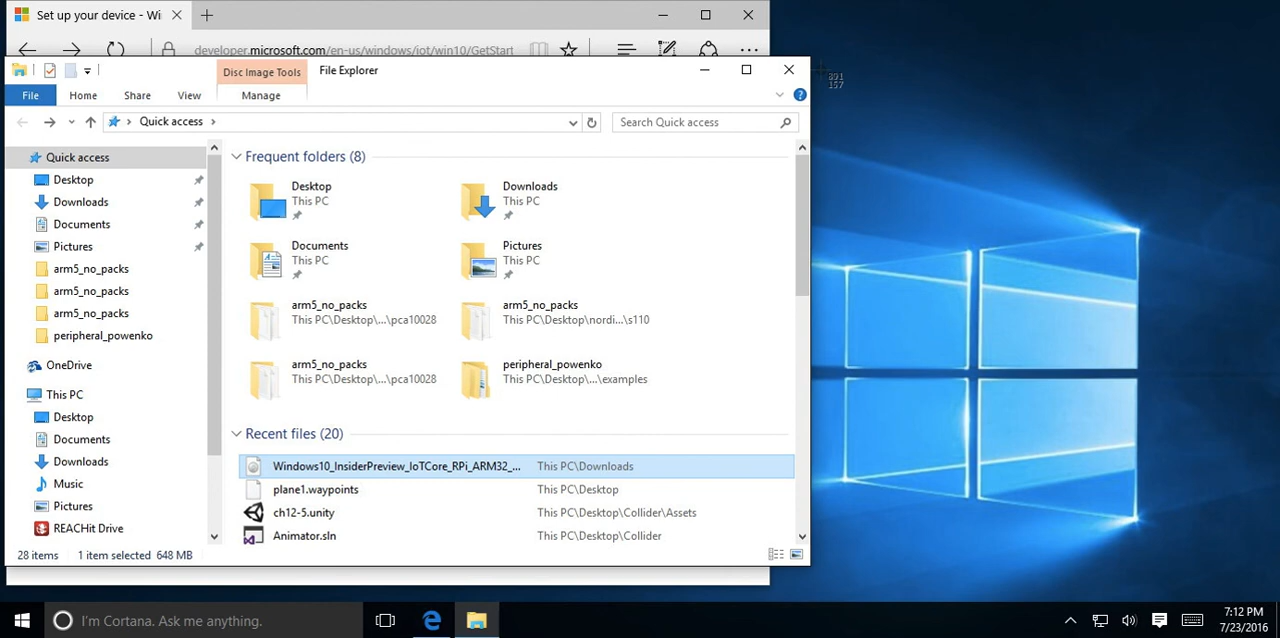 Set up your device - Wi
developer.microsoft.com/en-us/windows/iot/win10/GetStart
Disc Image Tools
File Explorer
891
157
File
Home
Share
View
Manage
Quick access
Search Quick access
Quick access
Desktop
Downloads
Documents
Pictures
arm5_no_packs
arm5_no_packs
arm5_no_packs
peripheral_powenko
OneDrive
This PC
Desktop
Documents
Downloads
Music
Pictures
REACHit Drive
Frequent folders (8)
Desktop
This PC
Downloads
This PC
Documents
This PC
Pictures
This PC
arm5_no_packs
This PC\Desktop\...\pca10028
arm5_no_packs
This PC\Desktop\nordi...\s110
arm5_no_packs
This PC\Desktop\...\pca10028
peripheral_powenko
This PC\Desktop\...\examples
Recent files (20)
Windows10_InsiderPreview_IoTCore_RPi_ARM32_... This PC\Downloads
plane1.waypoints This PC\Desktop
ch12-5.unity This PC\Desktop\Collider\Assets
Animator.sln This PC\Desktop\Collider
28 items 1 item selected 648 MB
I'm Cortana. Ask me anything.
7:12 PM
7/23/2016